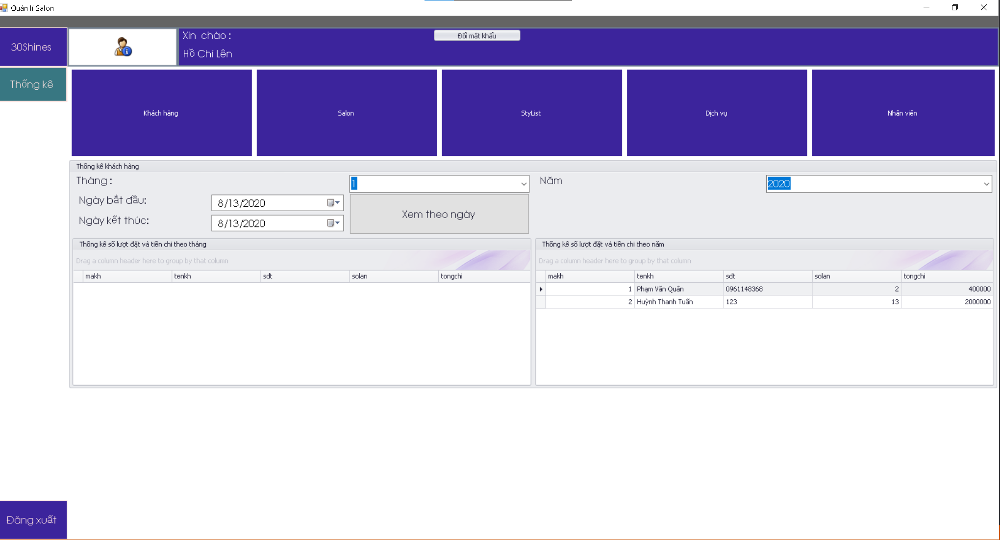 Quản lí Salon
30Shines
Xin chào :
Đổi mât khẩu
Hồ Chí Lên
Thống kê
Khách hàng
Salon
StyList
Dịch vụ
Nhân viên
Thống kê khách hàng
Tháng :
1
Năm
2020
Ngày bắt đầu:
8/13/2020
Ngày kết thúc:
8/13/2020
Xem theo ngày
Thống kê số lượt đặt và tiền chi theo tháng
Drag a column header here to group by that column
makh tenkh sdt solan tongchi
Thống kê số lượt đặt và tiền chi theo năm
Drag a column header here to group by that column
makh tenkh sdt solan tongchi
1 Phạm Văn Quân 0961148368 2 400000
2 Huỳnh Thanh Tuấn 123 13 2000000
Đăng xuất